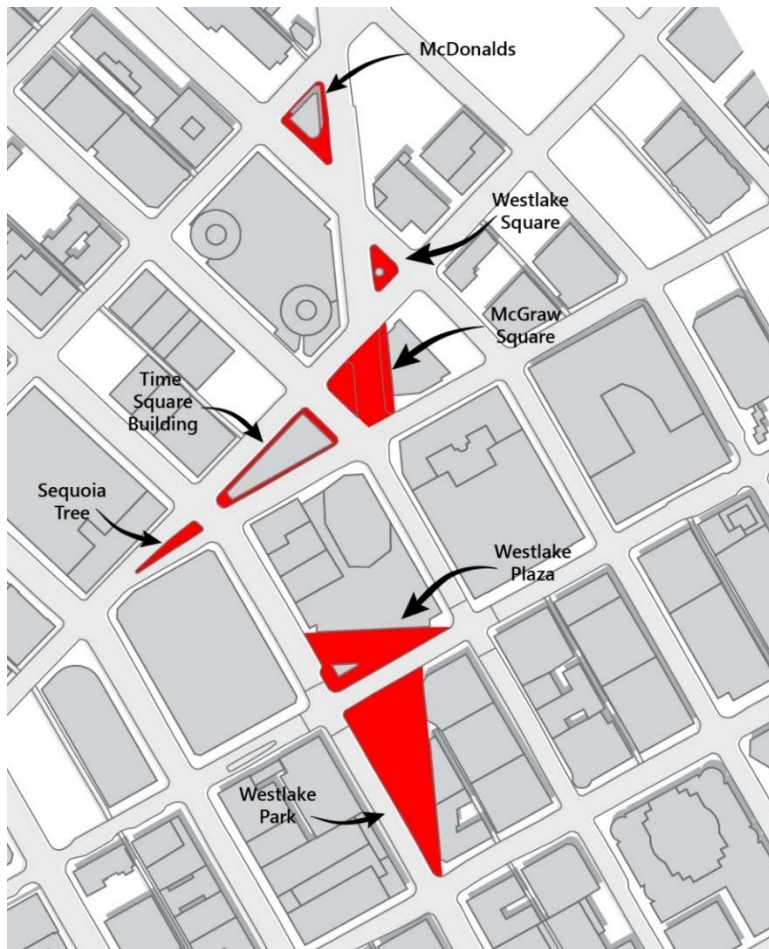 McDonalds
Westlake
Square
McGraw
Square
Time
Square
Building
Sequoia
Tree
Westlake
Plaza
Westlake
Park